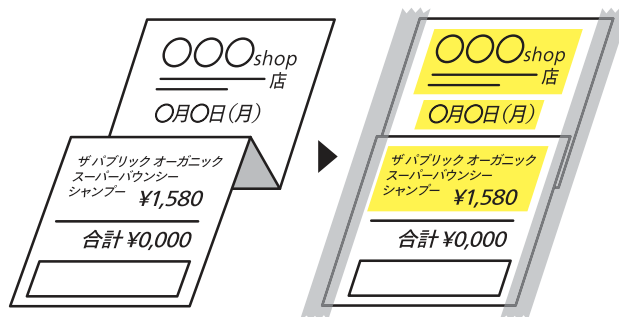 〇〇〇shop
店
〇月〇日(月)
ザ パブリック オーガニック
スーパーバウンシー
シャンプー ¥1,580
合計 ¥0,000
〇〇〇shop
店
〇月〇日(月)
ザ パブリック オーガニック
スーパーバウンシー
シャンプー ¥1,580
合計 ¥0,000